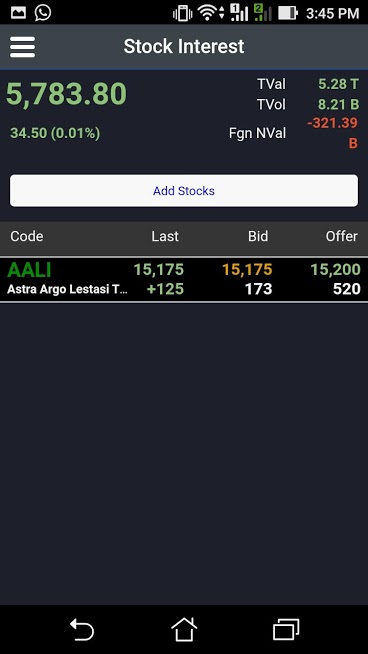 1 2 3:45 PM
Stock Interest
5,783.80 TVal 5.28 T
TVol 8.21 B
34.50 (0.01%) Fgn NVal -321.39 B
Add Stocks
Code Last Bid Offer
AALI 15,175 15,175 15,200
Astra Argo Lestasi T... +125 173 520